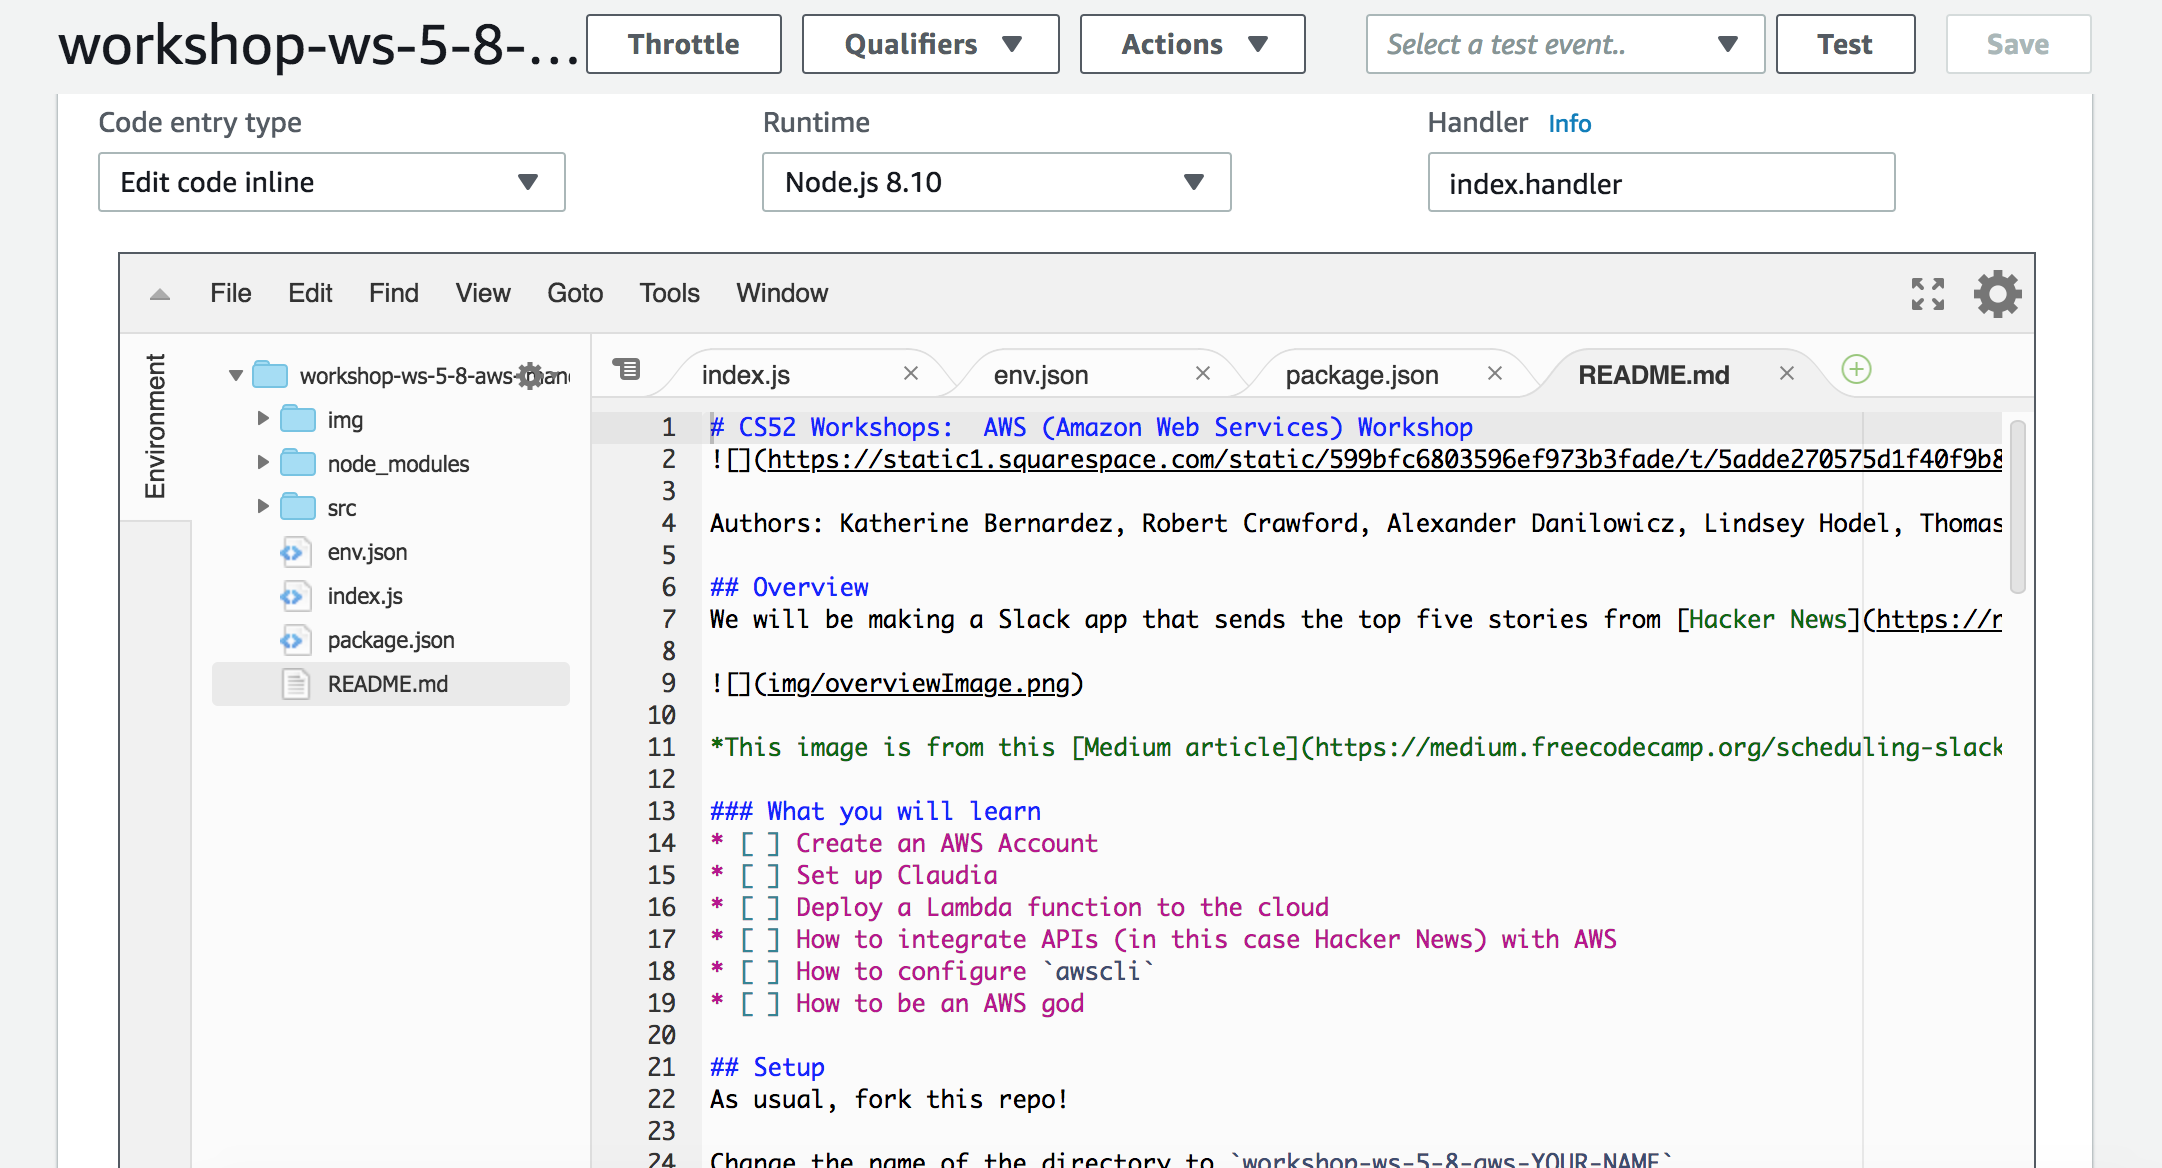 workshop-ws-5-8-... Throttle Qualifiers Actions Select a test event.. Test Save
Code entry type Runtime Handler Info
Edit code inline Node.js 8.10 index.handler
File Edit Find View Goto Tools Window
Environment
workshop-ws-5-8-aws-
img
node_modules
src
env.json
index.js
package.json
README.md
index.js env.json package.json README.md
1 # CS52 Workshops:  AWS (Amazon Web Services) Workshop
2 ![](https://static1.squarespace.com/static/599bfc6803596ef973b3fade/t/5adde270575d1f40f9b8
3
4 Authors: Katherine Bernardez, Robert Crawford, Alexander Danilowicz, Lindsey Hodel, Thomas
5
6 ## Overview
7 We will be making a Slack app that sends the top five stories from [Hacker News](https://
8
9 ![](img/overviewImage.png)
10
11 *This image is from this [Medium article](https://medium.freecodecamp.org/scheduling-slack
12
13 ### What you will learn
14 * [ ] Create an AWS Account
15 * [ ] Set up Claudia
16 * [ ] Deploy a Lambda function to the cloud
17 * [ ] How to integrate APIs (in this case Hacker News) with AWS
18 * [ ] How to configure `awscli`
19 * [ ] How to be an AWS god
20
21 ## Setup
22 As usual, fork this repo!
23
24 Change the name of the directory to `workshop-ws-5-8-aws-YOUR-NAME`